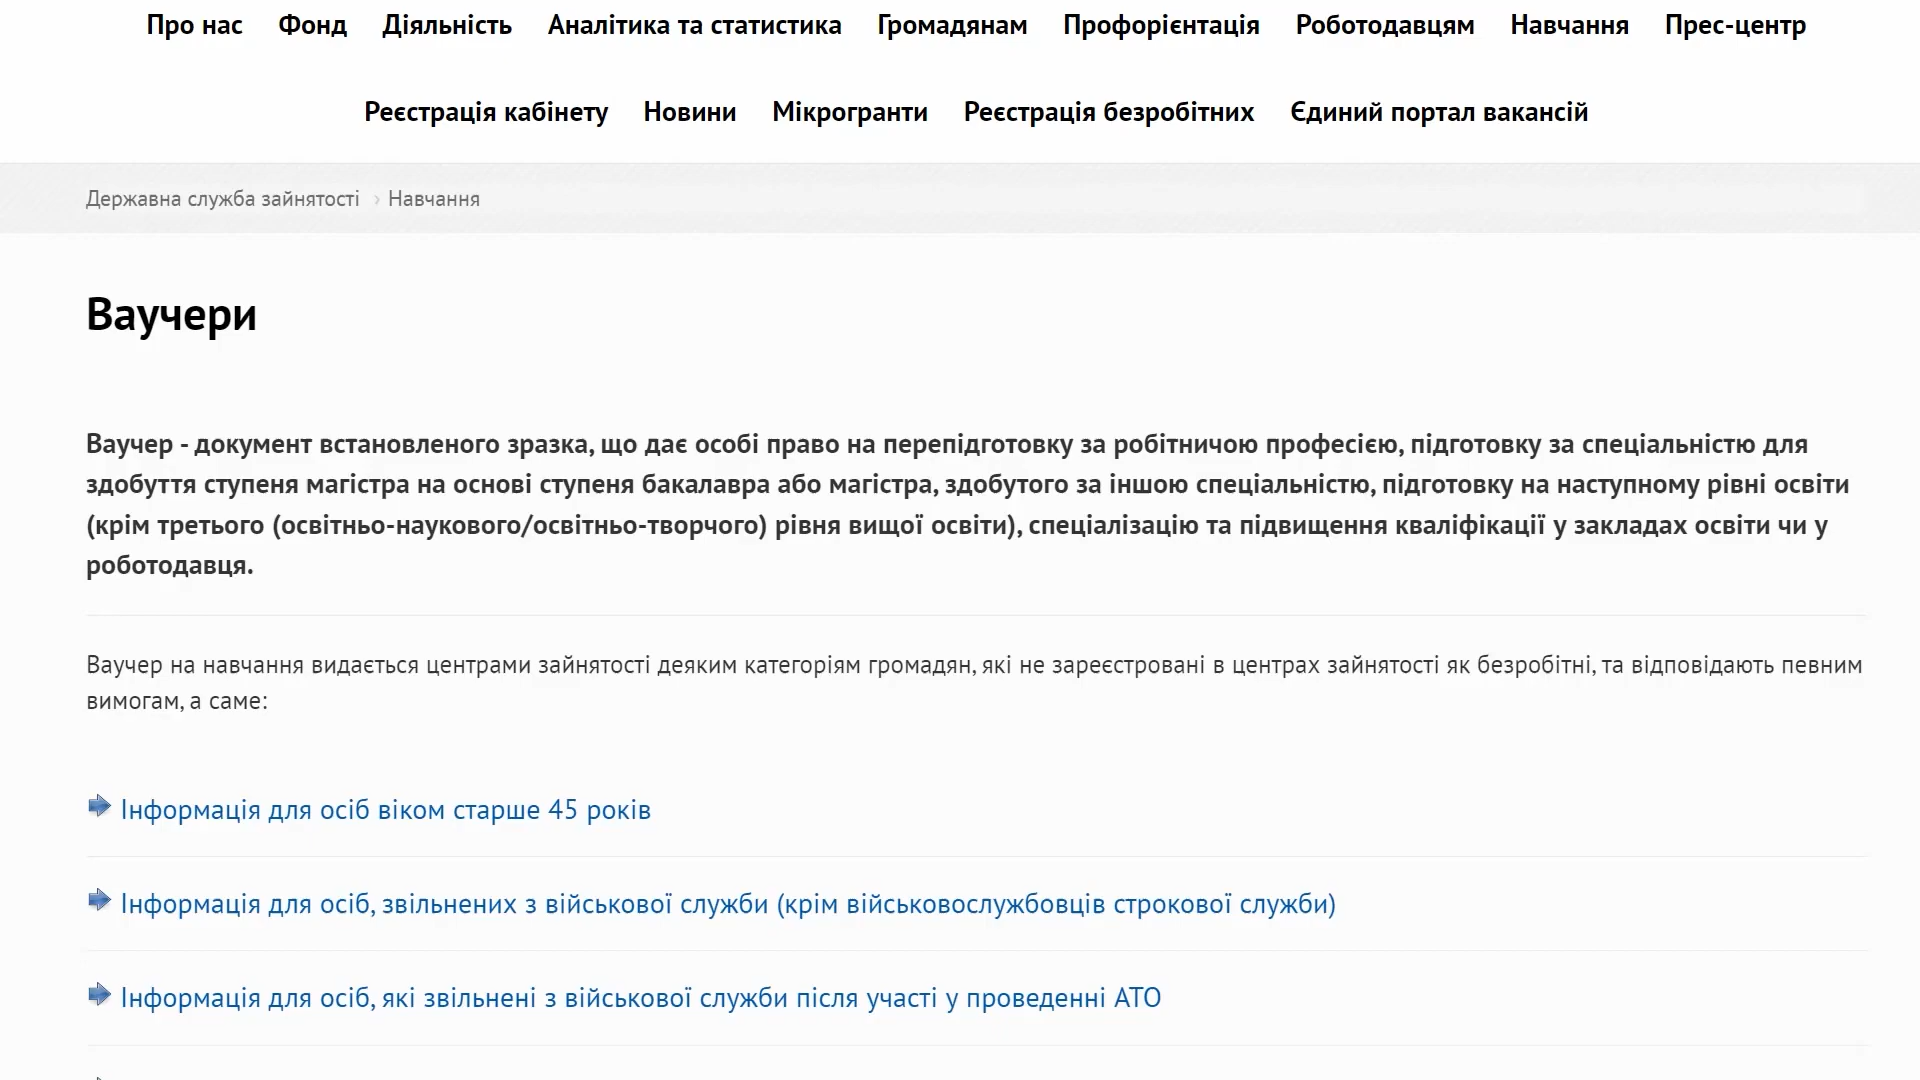 Про нас Фонд Діяльність Аналітика та статистика Громадянам Профорієнтація Роботодавцям Навчання Прес-центр
Реєстрація кабінету Новини Мікрогранти Реєстрація безробітних Єдиний портал вакансій
Державна служба зайнятості › Навчання
Ваучери
Ваучер - документ встановленого зразка, що дає особі право на перепідготовку за робітничою професією, підготовку за спеціальністю для
здобуття ступеня магістра на основі ступеня бакалавра або магістра, здобутого за іншою спеціальністю, підготовку на наступному рівні освіти
(крім третього (освітньо-наукового/освітньо-творчого) рівня вищої освіти), спеціалізацію та підвищення кваліфікації у закладах освіти чи у
роботодавця.
Ваучер на навчання видається центрами зайнятості деяким категоріям громадян, які не зареєстровані в центрах зайнятості як безробітні, та відповідають певним
вимогам, а саме:
Інформація для осіб віком старше 45 років
Інформація для осіб, звільнених з військової служби (крім військовослужбовців строкової служби)
Інформація для осіб, які звільнені з військової служби після участі у проведенні АТО